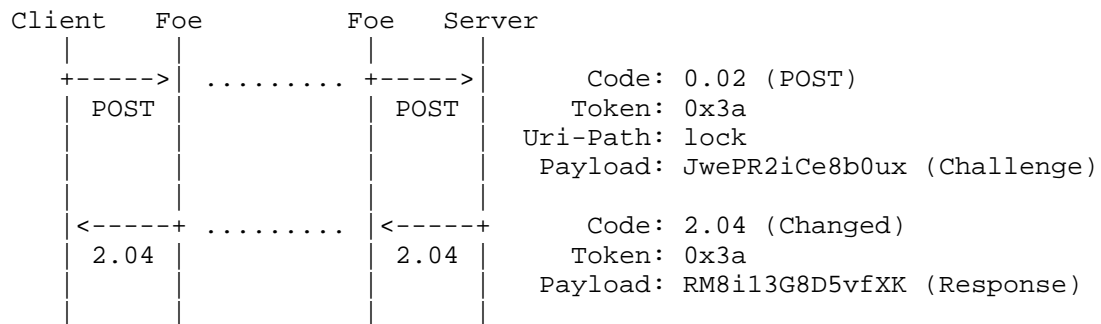 Client Foe Foe Server
+----->| ......... +----->| Code: 0.02 (POST)
| POST | | POST | Token: 0x3a
Uri-Path: lock
Payload: JwePR2iCe8b0ux (Challenge)
|<-----+ ......... |<-----+ Code: 2.04 (Changed)
| 2.04 | | 2.04 | Token: 0x3a
Payload: RM8i13G8D5vfXK (Response)